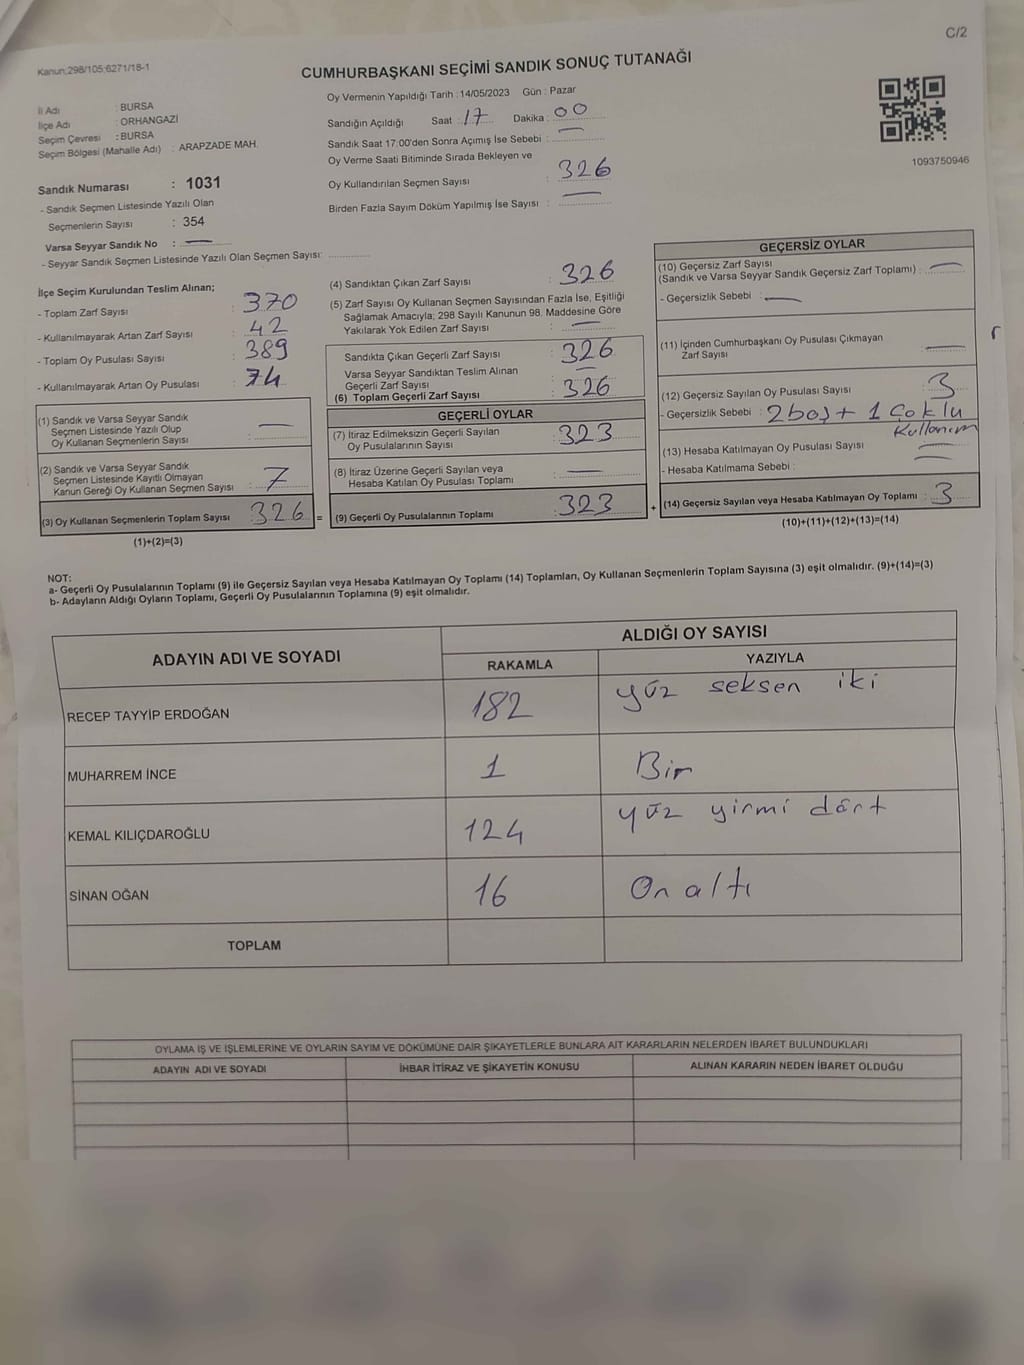 C/2
Kanun;298/105;6271/18-1
CUMHURBAŞKANI SEÇİMİ SANDIK SONUÇ TUTANAĞI
İl Adı : BURSA
İlçe Adı : ORHANGAZİ
Seçim Çevresi : BURSA
Seçim Bölgesi (Mahalle Adı) : ARAPZADE MAH.
Oy Vermenin Yapıldığı Tarih : 14/05/2023 Gün : Pazar
Sandığın Açıldığı Saat : 17 Dakika : 00
Sandık Saat 17:00'den Sonra Açımış İse Sebebi : —
Oy Verme Saati Bitiminde Sırada Bekleyen ve
Oy Kullandırılan Seçmen Sayısı : 326
Birden Fazla Sayım Döküm Yapılmış İse Sayısı : —
1093750946
Sandık Numarası : 1031
- Sandık Seçmen Listesinde Yazılı Olan
Seçmenlerin Sayısı : 354
Varsa Seyyar Sandık No : —
- Seyyar Sandık Seçmen Listesinde Yazılı Olan Seçmen Sayısı:
İlçe Seçim Kurulundan Teslim Alınan;
- Toplam Zarf Sayısı : 370
- Kullanılmayarak Artan Zarf Sayısı : 42
- Toplam Oy Pusulası Sayısı : 389
- Kullanılmayarak Artan Oy Pusulası : 74
(1) Sandık ve Varsa Seyyar Sandık
Seçmen Listesinde Yazılı Olup
Oy Kullanan Seçmenlerin Sayısı : —
(2) Sandık ve Varsa Seyyar Sandık
Seçmen Listesinde Kayıtlı Olmayan
Kanun Gereği Oy Kullanan Seçmen Sayısı : 7
(3) Oy Kullanan Seçmenlerin Toplam Sayısı 326 =
(1)+(2)=(3)
(4) Sandıktan Çıkan Zarf Sayısı : 326
(5) Zarf Sayısı Oy Kullanan Seçmen Sayısından Fazla İse, Eşitliği
Sağlamak Amacıyla; 298 Sayılı Kanunun 98. Maddesine Göre
Yakılarak Yok Edilen Zarf Sayısı : —
Sandıkta Çıkan Geçerli Zarf Sayısı : 326
Varsa Seyyar Sandıktan Teslim Alınan
Geçerli Zarf Sayısı : —
(6) Toplam Geçerli Zarf Sayısı : 326
GEÇERLİ OYLAR
(7) İtiraz Edilmeksizin Geçerli Sayılan
Oy Pusulalarının Sayısı : 323
(8) İtiraz Üzerine Geçerli Sayılan veya
Hesaba Katılan Oy Pusulası Toplamı : —
(9) Geçerli Oy Pusulalarının Toplamı : 323 +
GEÇERSİZ OYLAR
(10) Geçersiz Zarf Sayısı
(Sandık ve Varsa Seyyar Sandık Geçersiz Zarf Toplamı) : —
- Geçersizlik Sebebi : —
(11) İçinden Cumhurbaşkanı Oy Pusulası Çıkmayan
Zarf Sayısı : —
(12) Geçersiz Sayılan Oy Pusulası Sayısı : 3
- Geçersizlik Sebebi : 2 boş + 1 Çoklu
Kullanım
(13) Hesaba Katılmayan Oy Pusulası Sayısı : —
- Hesaba Katılmama Sebebi : —
(14) Geçersiz Sayılan veya Hesaba Katılmayan Oy Toplamı : 3
(10)+(11)+(12)+(13)=(14)
NOT:
a- Geçerli Oy Pusulalarının Toplamı (9) ile Geçersiz Sayılan veya Hesaba Katılmayan Oy Toplamı (14) Toplamları, Oy Kullanan Seçmenlerin Toplam Sayısına (3) eşit olmalıdır. (9)+(14)=(3)
b- Adayların Aldığı Oyların Toplamı, Geçerli Oy Pusulalarının Toplamına (9) eşit olmalıdır.
ADAYIN ADI VE SOYADI ALDIĞI OY SAYISI
RAKAMLA YAZIYLA
RECEP TAYYİP ERDOĞAN 182 yüz seksen iki
MUHARREM İNCE 1 Bir
KEMAL KILIÇDAROĞLU 124 yüz yirmi dört
SİNAN OĞAN 16 On altı
TOPLAM
OYLAMA İŞ VE İŞLEMLERİNE VE OYLARIN SAYIM VE DÖKÜMÜNE DAİR ŞİKAYETLERLE BUNLARA AİT KARARLARIN NELERDEN İBARET BULUNDUKLARI
ADAYIN ADI VE SOYADI İHBAR İTİRAZ VE ŞİKAYETİN KONUSU ALINAN KARARIN NEDEN İBARET OLDUĞU